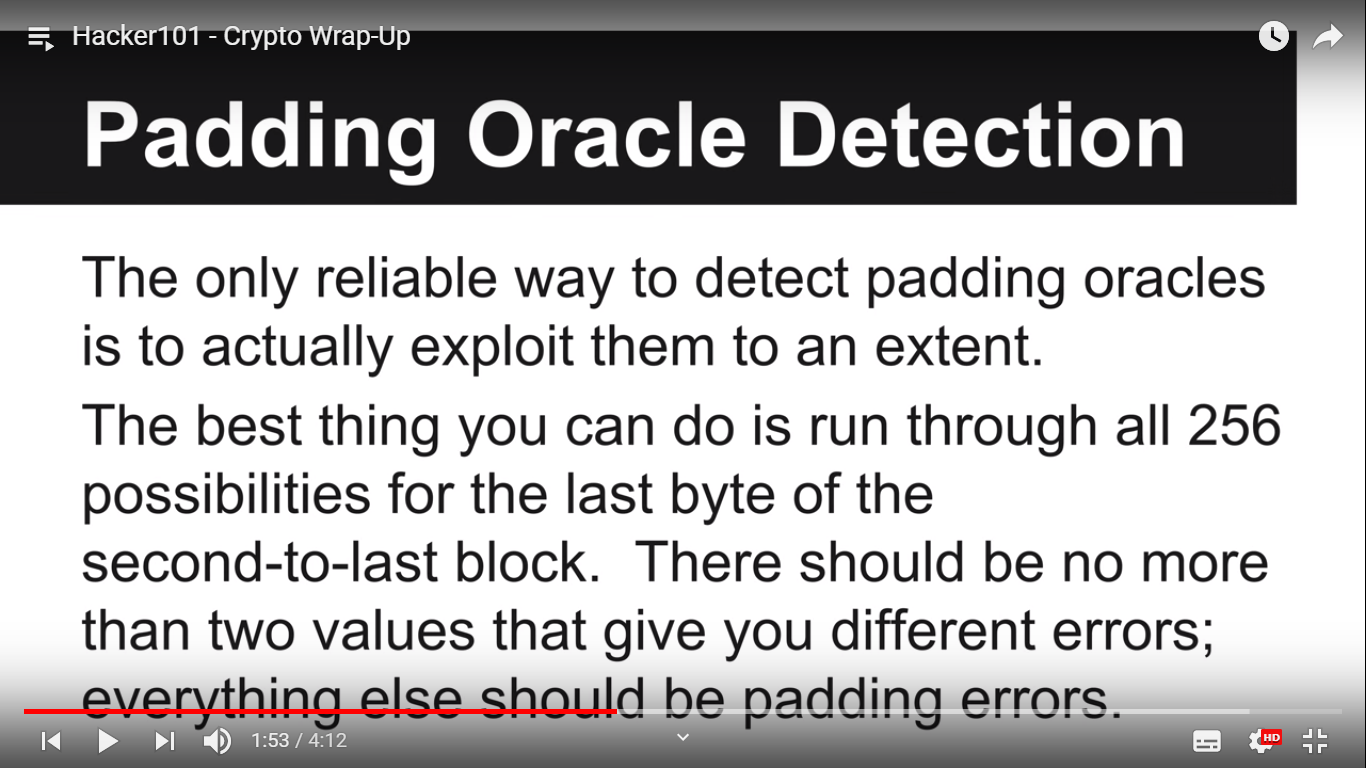 Hacker101 - Crypto Wrap-Up
Padding Oracle Detection
The only reliable way to detect padding oracles
is to actually exploit them to an extent.
The best thing you can do is run through all 256
possibilities for the last byte of the
second-to-last block.  There should be no more
than two values that give you different errors;
everything else should be padding errors.
1:53 / 4:12
HD